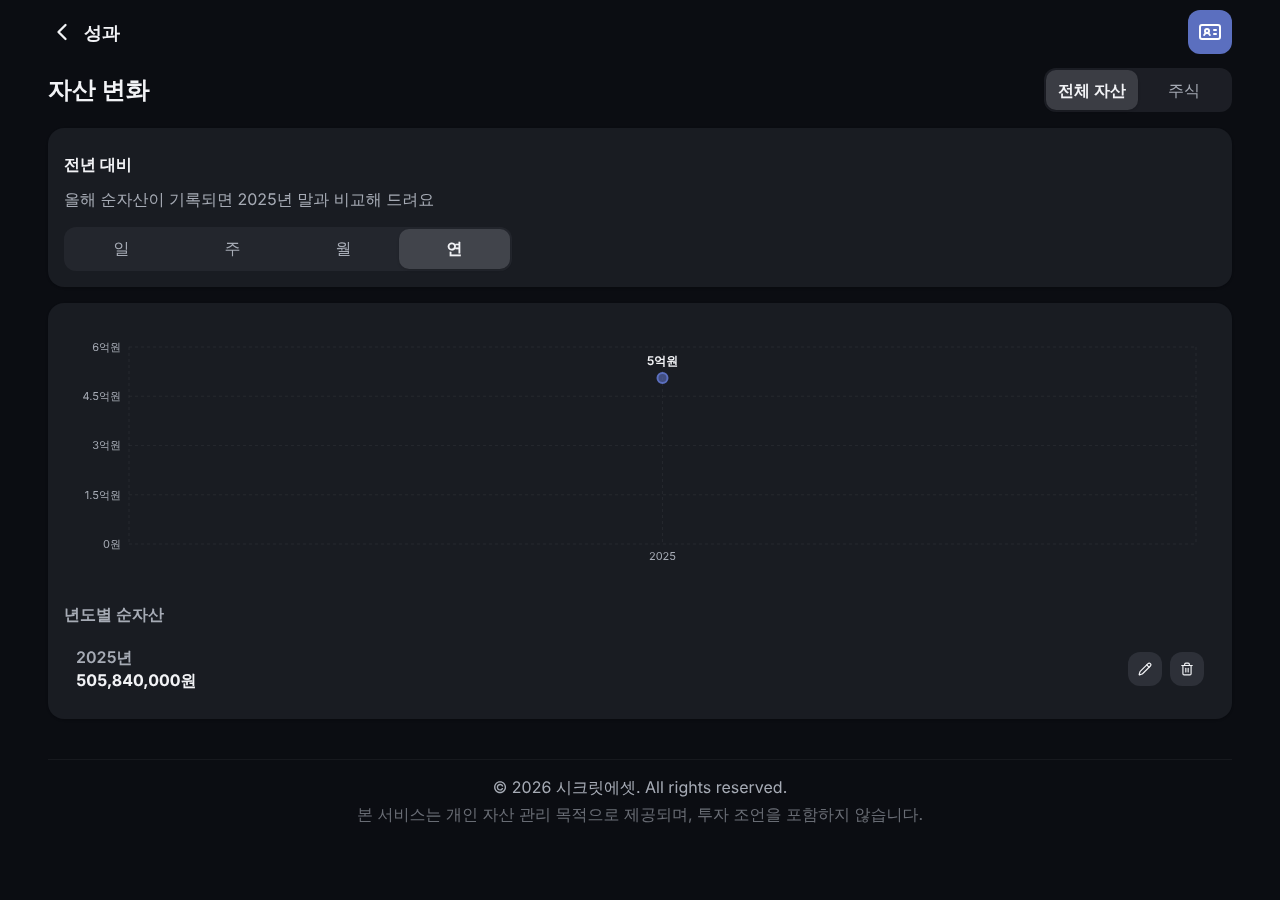 성과
자산 변화
전체 자산
주식
전년 대비
올해 순자산이 기록되면 2025년 말과 비교해 드려요
일
주
월
연
6억원
4.5억원
3억원
1.5억원
0원
5억원
2025
년도별 순자산
2025년
505,840,000원
© 2026 시크릿에셋. All rights reserved.
본 서비스는 개인 자산 관리 목적으로 제공되며, 투자 조언을 포함하지 않습니다.